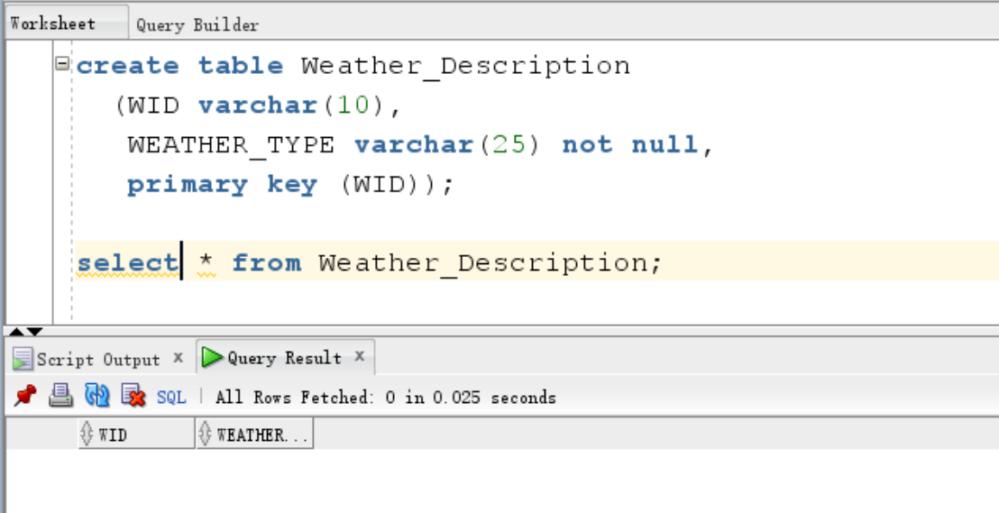 Worksheet Query Builder
create table Weather_Description
(WID varchar(10),
WEATHER_TYPE varchar(25) not null,
primary key (WID));
select * from Weather_Description;
Script Output x Query Result x
SQL | All Rows Fetched: 0 in 0.025 seconds
WID WEATHER...